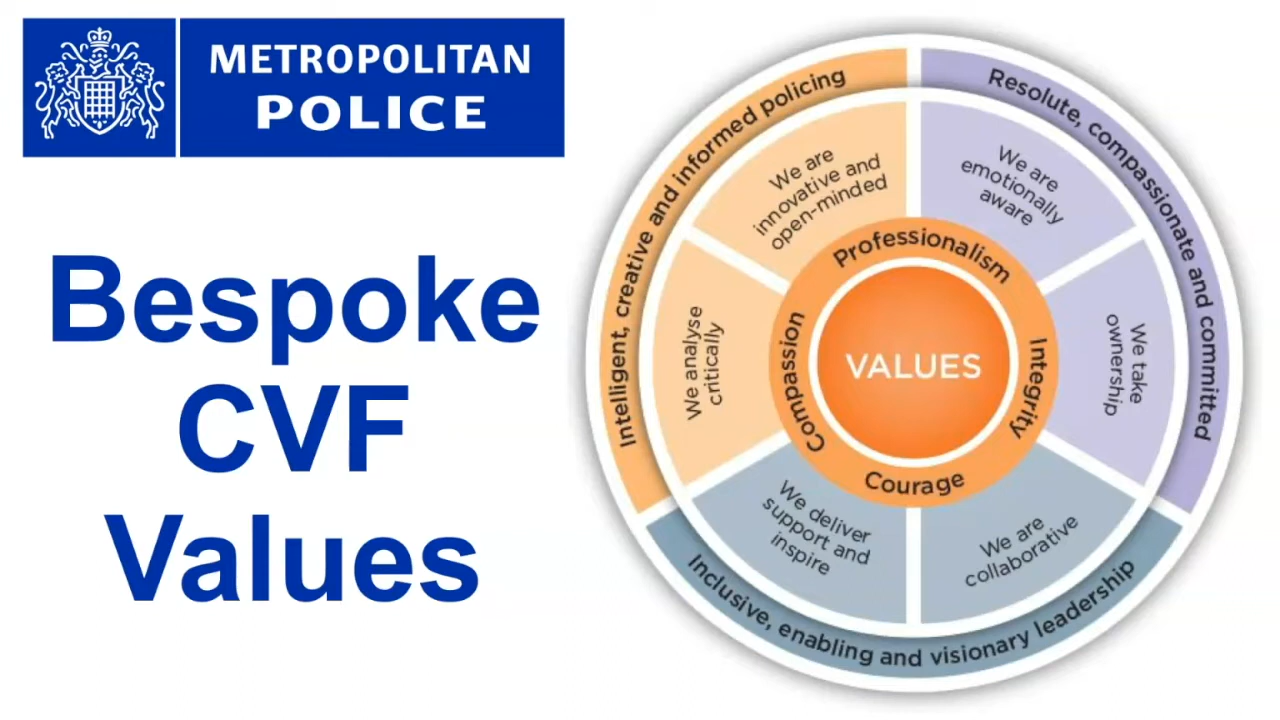 METROPOLITAN
POLICE
Bespoke
CVF
Values
Intelligent, creative and informed policing
Resolute, compassionate and committed
Inclusive, enabling and visionary leadership
We are
innovative and
open-minded
We are
emotionally
aware
We analyse
critically
We take
ownership
We deliver
support and
inspire
We are
collaborative
Professionalism
Integrity
Courage
Compassion
VALUES